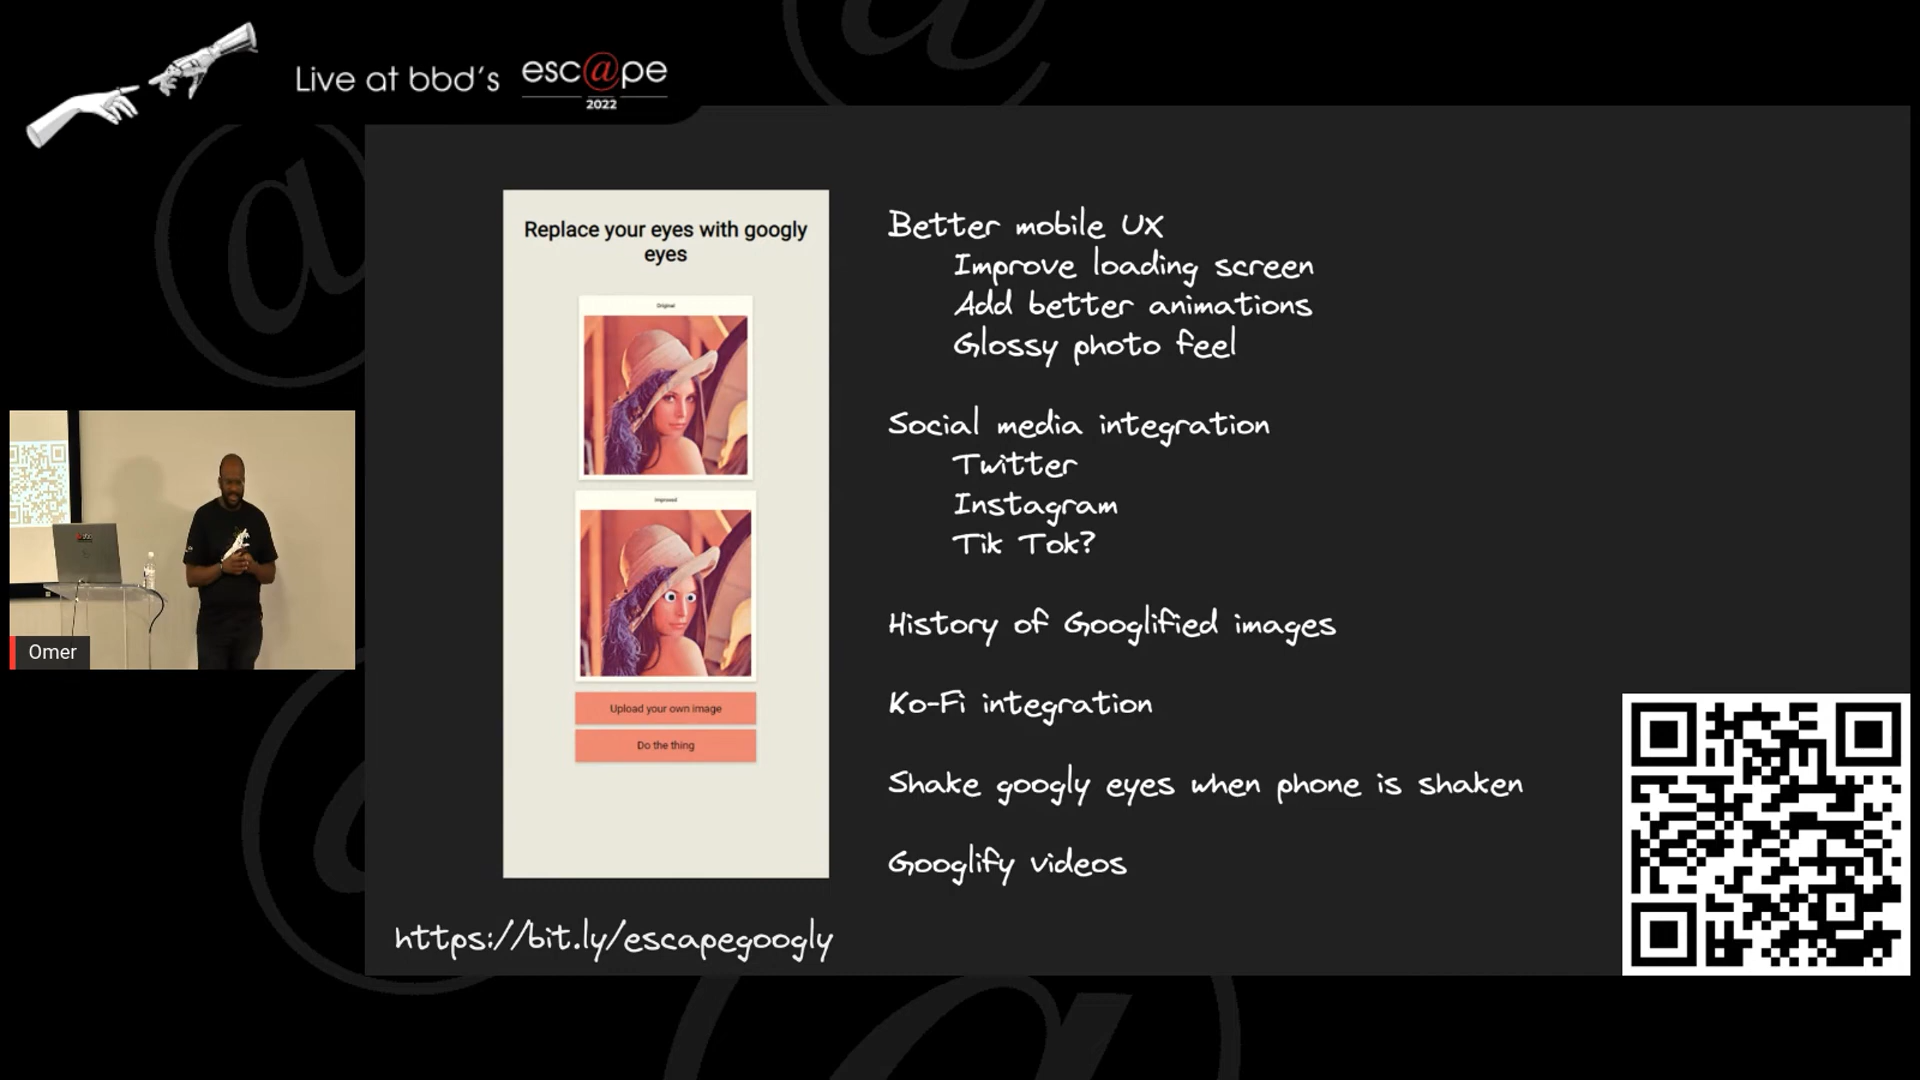 Live at bbd's
esc@pe
2022
Replace your eyes with googly
eyes
Original
Improved
Upload your own image
Do the thing
Better mobile UX
Improve loading screen
Add better animations
Glossy photo feel
Social media integration
Twitter
Instagram
Tik Tok?
History of Googlified images
Ko-Fi integration
Shake googly eyes when phone is shaken
Googlify videos
https://bit.ly/escapegoogly
Omer